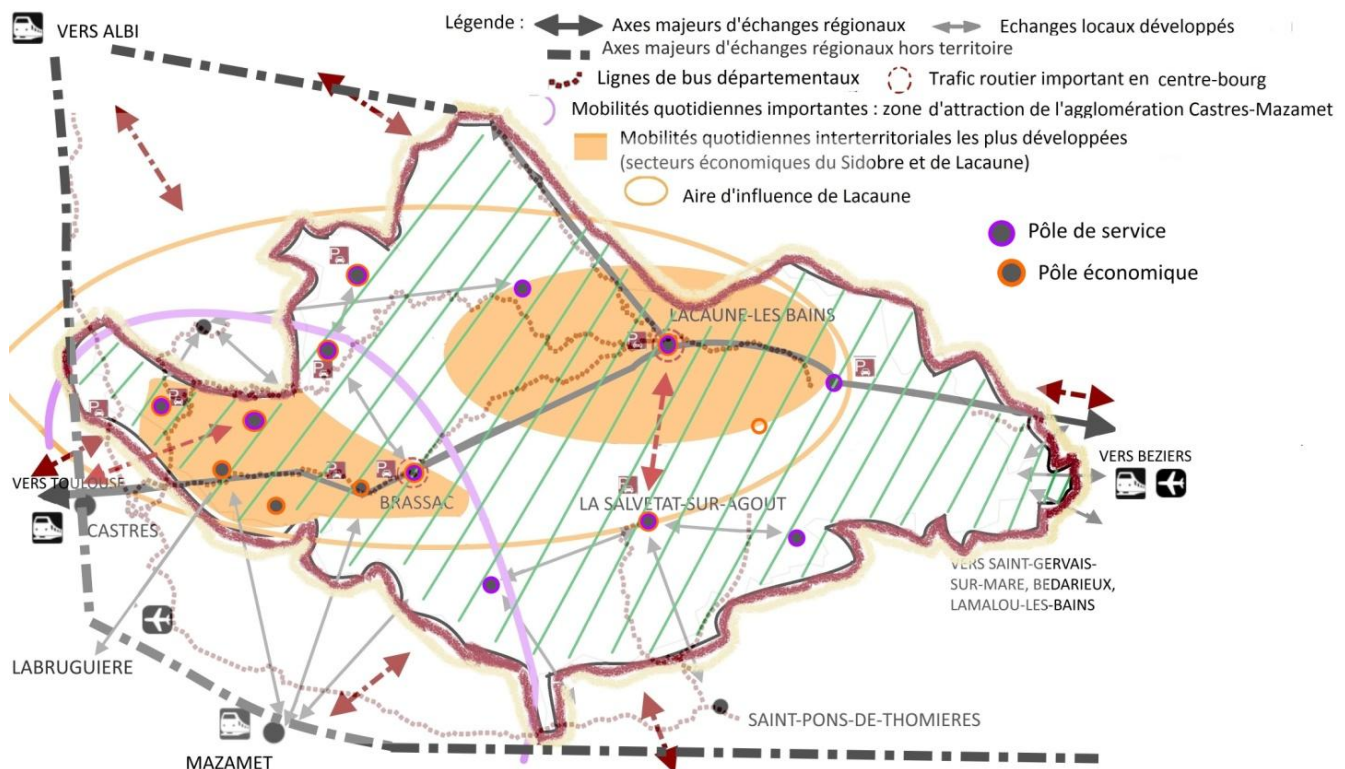 Légende :
Axes majeurs d'échanges régionaux
Echanges locaux développés
Axes majeurs d'échanges régionaux hors territoire
Lignes de bus départementaux
Trafic routier important en centre-bourg
Mobilités quotidiennes importantes : zone d'attraction de l'agglomération Castres-Mazamet
Mobilités quotidiennes interterritoriales les plus développées
(secteurs économiques du Sidobre et de Lacaune)
Aire d'influence de Lacaune
Pôle de service
Pôle économique
VERS ALBI
LACAUNE-LES BAINS
VERS TOULOUSE
CASTRES
BRASSAC
LA SALVETAT-SUR-AGOUT
VERS BEZIERS
VERS SAINT-GERVAIS-
SUR-MARE, BEDARIEUX,
LAMALOU-LES-BAINS
LABRUGUIERE
SAINT-PONS-DE-THOMIERES
MAZAMET
P
P
P
P
P
P
P
P
P